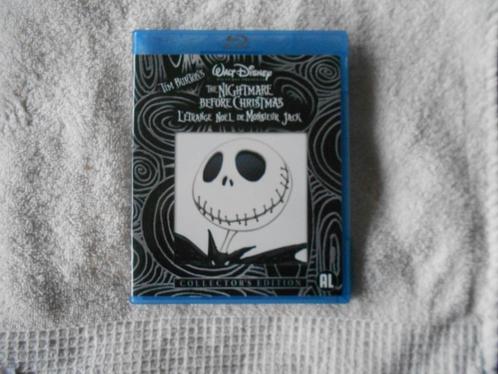 TIM BURTON'S
WALT DISNEY
THE NIGHTMARE
BEFORE CHRISTMAS
L'ÉTRANGE NOËL DE MONSIEUR JACK
COLLECTOR'S EDITION
AL